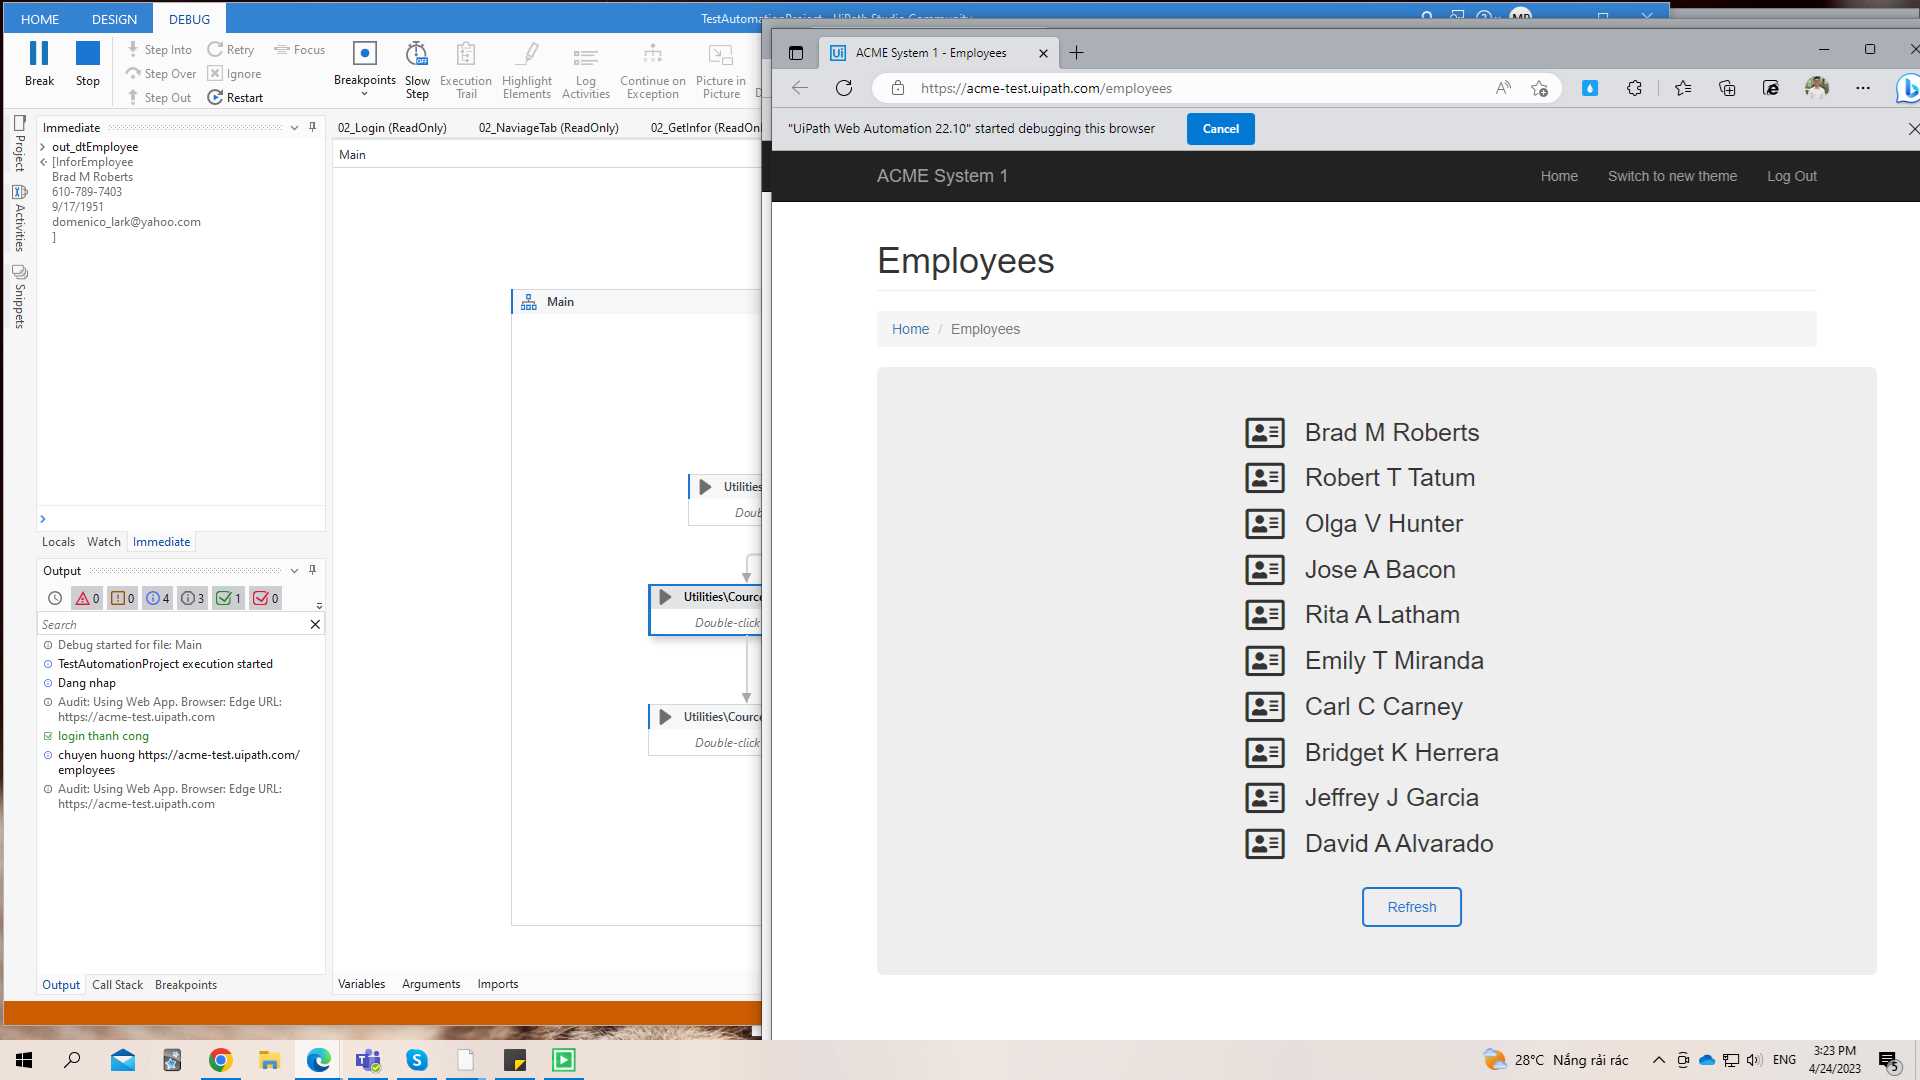 HOME DESIGN DEBUG
TestAutomationProject - UiPath Studio Community
Break
Stop
Step Into
Step Over
Step Out
Retry
Ignore
Restart
Focus
Breakpoints
Slow
Step
Execution
Trail
Highlight
Elements
Log
Activities
Continue on
Exception
Picture in
Picture
Project
Activities
Snippets
Immediate
out_dtEmployee
[InforEmployee
Brad M Roberts
610-789-7403
9/17/1951
domenico_lark@yahoo.com
]
Locals Watch Immediate
Output
0 0 4 3 1 0
Search
Debug started for file: Main
TestAutomationProject execution started
Dang nhap
Audit: Using Web App. Browser: Edge URL:
https://acme-test.uipath.com
login thanh cong
chuyen huong https://acme-test.uipath.com/
employees
Audit: Using Web App. Browser: Edge URL:
https://acme-test.uipath.com
Output Call Stack Breakpoints
02_Login (ReadOnly) 02_NaviageTab (ReadOnly) 02_GetInfor (ReadOnl
Main
Main
Utilities
Doub
Utilities\Cource
Double-click
Utilities\Cource
Double-click
Variables Arguments Imports
ACME System 1 - Employees
https://acme-test.uipath.com/employees
"UiPath Web Automation 22.10" started debugging this browser
Cancel
ACME System 1
Home Switch to new theme Log Out
Employees
Home / Employees
Brad M Roberts
Robert T Tatum
Olga V Hunter
Jose A Bacon
Rita A Latham
Emily T Miranda
Carl C Carney
Bridget K Herrera
Jeffrey J Garcia
David A Alvarado
Refresh
28°C Nắng rải rác
ENG
3:23 PM
4/24/2023
5